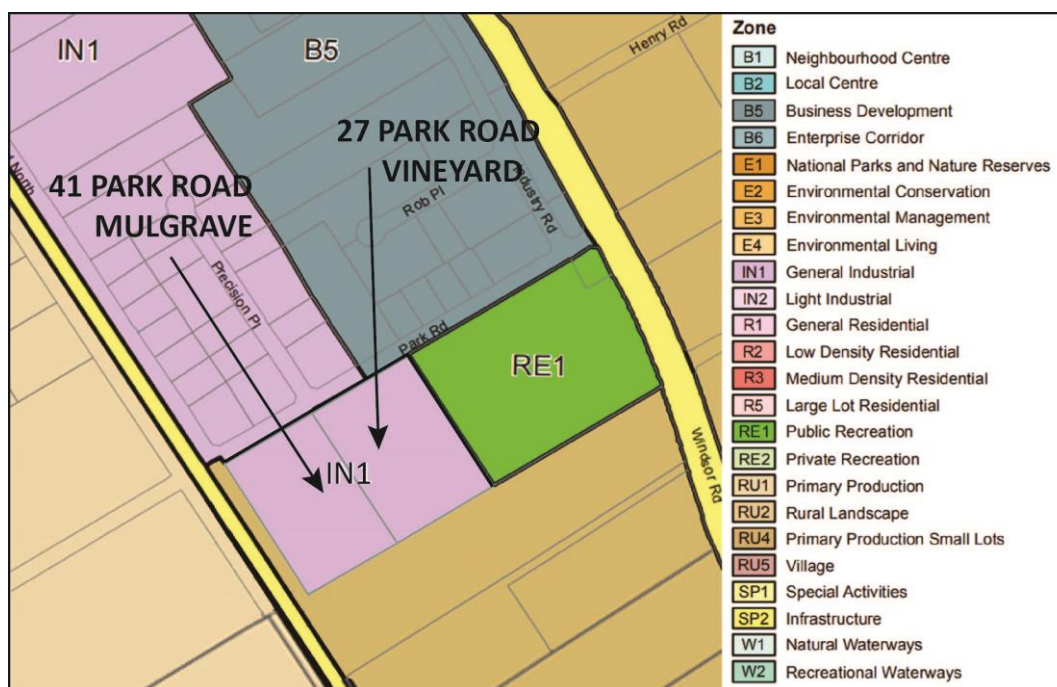 IN1
B5
Henry Rd
27 PARK ROAD
VINEYARD
41 PARK ROAD
MULGRAVE
Rob Pl
Industry Rd
Precision Pl
Park Rd
RE1
IN1
Windsor Rd
Zone
B1 Neighbourhood Centre
B2 Local Centre
B5 Business Development
B6 Enterprise Corridor
E1 National Parks and Nature Reserves
E2 Environmental Conservation
E3 Environmental Management
E4 Environmental Living
IN1 General Industrial
IN2 Light Industrial
R1 General Residential
R2 Low Density Residential
R3 Medium Density Residential
R5 Large Lot Residential
RE1 Public Recreation
RE2 Private Recreation
RU1 Primary Production
RU2 Rural Landscape
RU4 Primary Production Small Lots
RU5 Village
SP1 Special Activities
SP2 Infrastructure
W1 Natural Waterways
W2 Recreational Waterways